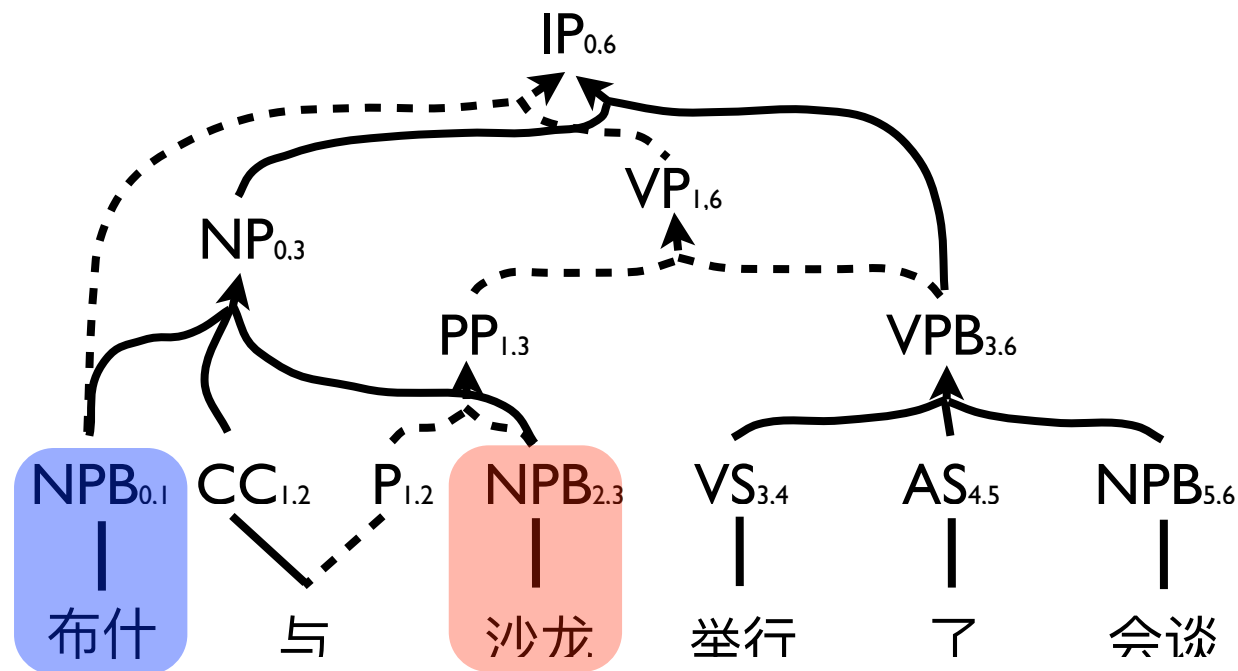 IP0,6
VP1,6
NP0,3
PP1,3 VPB3,6
NPB0,1 CC1,2 P1,2 NPB2,3 VS3,4 AS4,5 NPB5,6
布什 与 沙龙 举行 了 会谈